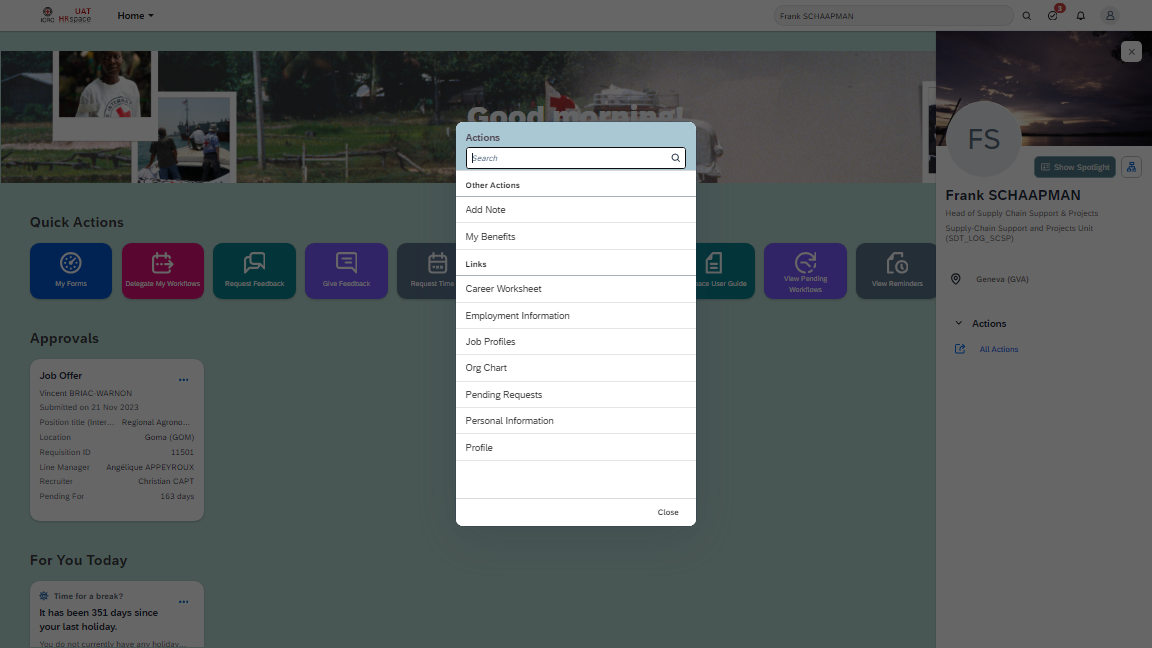 ICRC
UAT
HRspace
Home
Frank SCHAAPMAN
3
Good morning!
Actions
Search
Other Actions
Add Note
My Benefits
Links
Career Worksheet
Employment Information
Job Profiles
Org Chart
Pending Requests
Personal Information
Profile
Close
Quick Actions
My Forms
Delegate My Workflows
Request Feedback
Give Feedback
Request Time
User Guide
View Pending
Workflows
View Reminders
Approvals
Job Offer
Vincent BRIAC-WARNON
Submitted on 21 Nov 2023
Position title (Inter... Regional Agrono...
Location Goma (GOM)
Requisition ID 11501
Line Manager Angélique APPEYROUX
Recruiter Christian CAPT
Pending For 163 days
For You Today
Time for a break?
It has been 351 days since
your last holiday.
You do not currently have any holiday...
FS
Show Spotlight
Frank SCHAAPMAN
Head of Supply Chain Support & Projects
Supply Chain Support and Projects Unit
(SDT_LOG_SCSP)
Geneva (GVA)
Actions
All Actions